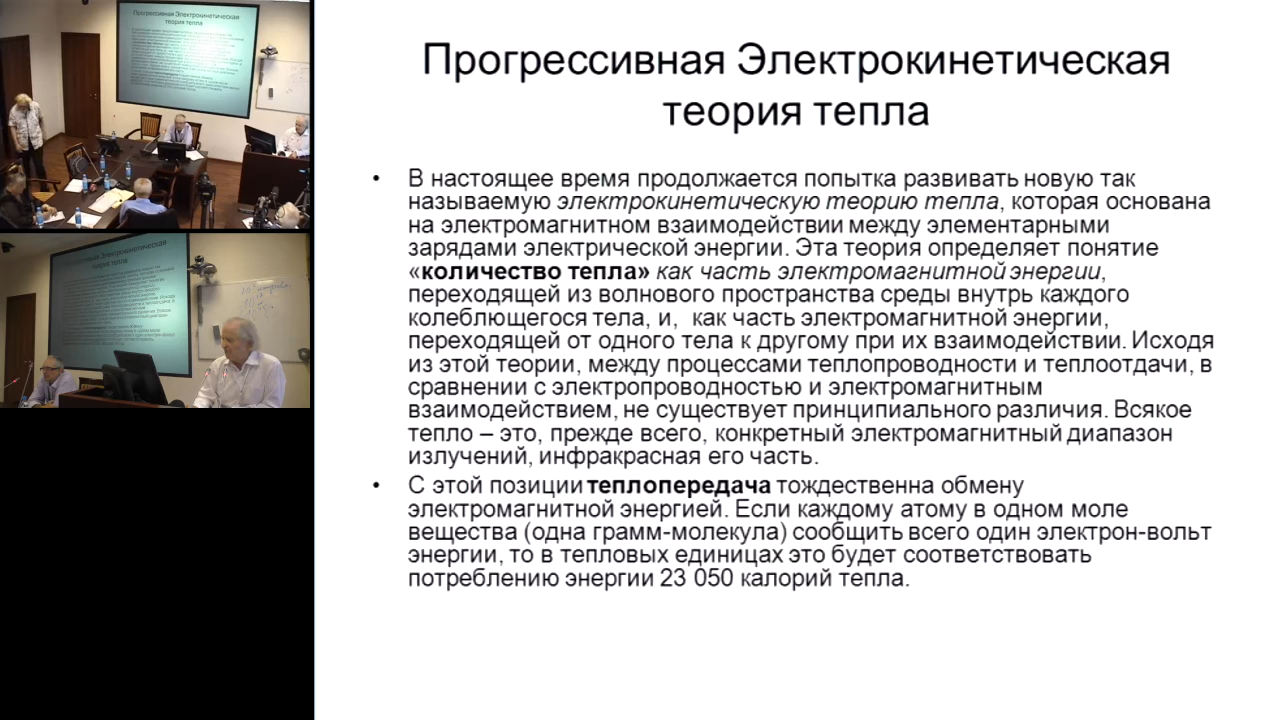 Прогрессивная Электрокинетическая
теория тепла
Прогрессивная Электрокинетическая
теория тепла
• В настоящее время продолжается попытка развивать новую так
называемую электрокинетическую теорию тепла, которая основана
на электромагнитном взаимодействии между элементарными
зарядами электрической энергии. Эта теория определяет понятие
«количество тепла» как часть электромагнитной энергии,
переходящей из волнового пространства среды внутрь каждого
колеблющегося тела, и, как часть электромагнитной энергии,
переходящей от одного тела к другому при их взаимодействии. Исходя
из этой теории, между процессами теплопроводности и теплоотдачи, в
сравнении с электропроводностью и электромагнитным
взаимодействием, не существует принципиального различия. Всякое
тепло – это, прежде всего, конкретный электромагнитный диапазон
излучений, инфракрасная его часть.
• С этой позиции теплопередача тождественна обмену
электромагнитной энергией. Если каждому атому в одном моле
вещества (одна грамм-молекула) сообщить всего один электрон-вольт
энергии, то в тепловых единицах это будет соответствовать
потреблению энергии 23 050 калорий тепла.